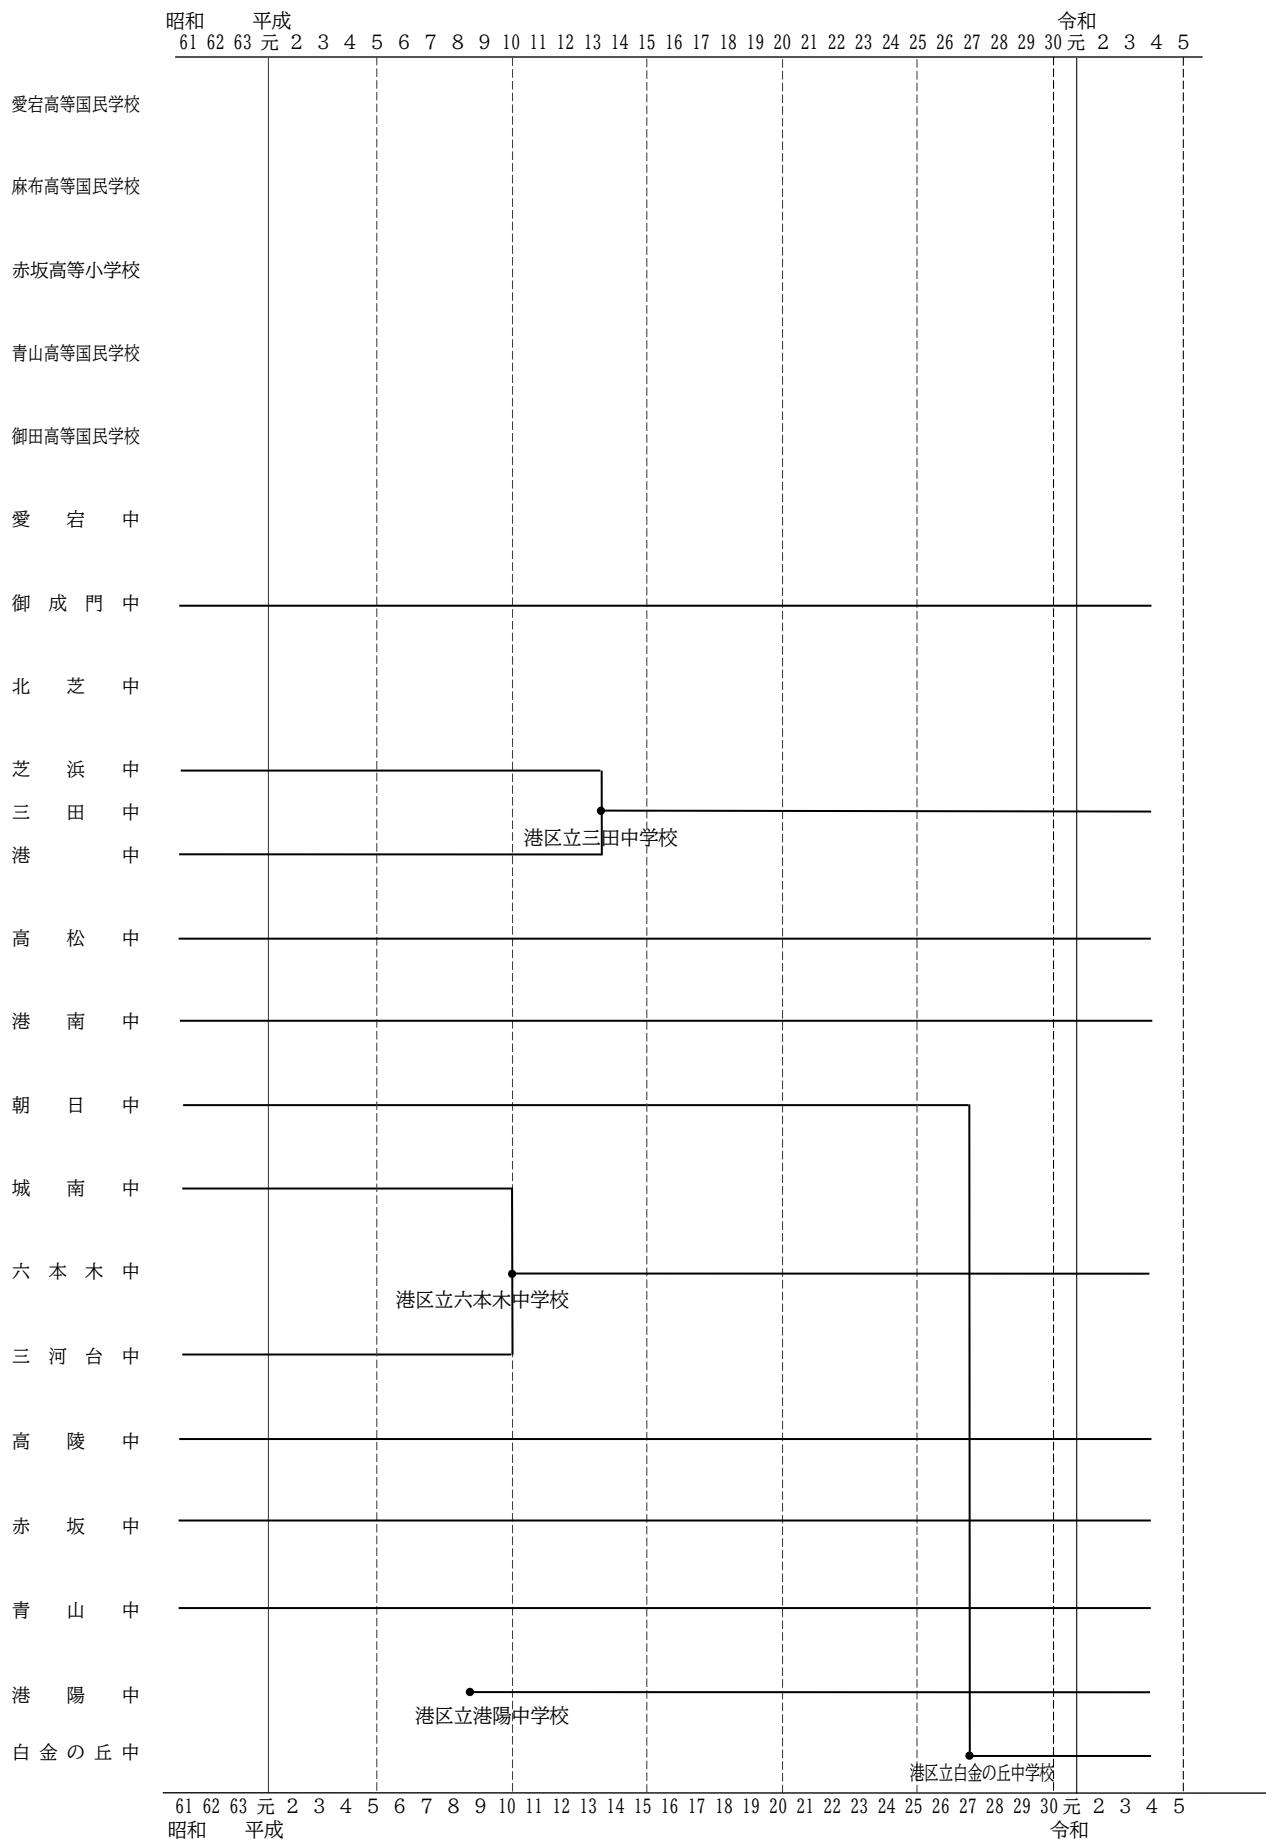 昭和 平成 令和
61 62 63 元 2 3 4 5 6 7 8 9 10 11 12 13 14 15 16 17 18 19 20 21 22 23 24 25 26 27 28 29 30 元 2 3 4 5
愛宕高等国民学校
麻布高等国民学校
赤坂高等小学校
青山高等国民学校
御田高等国民学校
愛宕中
御成門中
北芝中
芝浜中
三田中
港区立三田中学校
港中
高松中
港南中
朝日中
城南中
六本木中
港区立六本木中学校
三河台中
高陵中
赤坂中
青山中
港陽中
港区立港陽中学校
白金の丘中
港区立白金の丘中学校
61 62 63 元 2 3 4 5 6 7 8 9 10 11 12 13 14 15 16 17 18 19 20 21 22 23 24 25 26 27 28 29 30 元 2 3 4 5
昭和 平成 令和